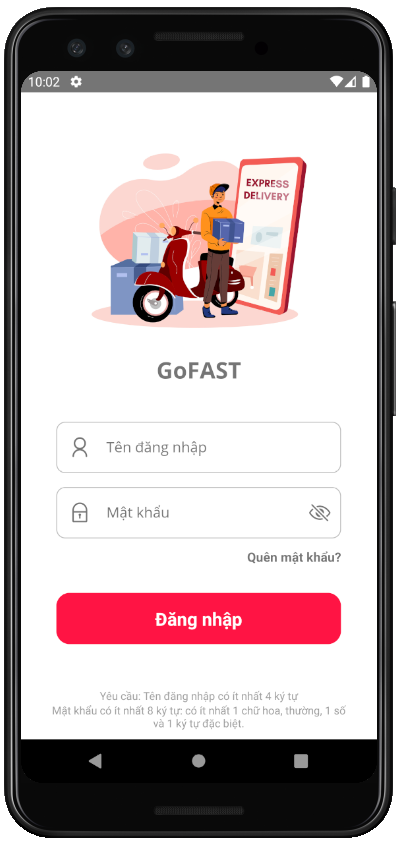 10:02
EXPRESS
DELIVERY
GoFAST
Tên đăng nhập
Mật khẩu
Quên mật khẩu?
Đăng nhập
Yêu cầu: Tên đăng nhập có ít nhất 4 ký tự
Mật khẩu có ít nhất 8 ký tự: có ít nhất 1 chữ hoa, thường, 1 số
và 1 ký tự đặc biệt.